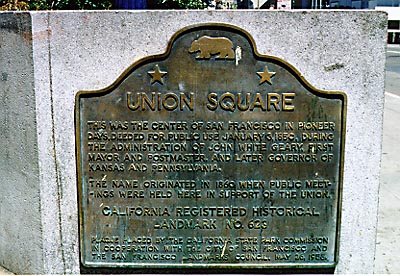 UNION SQUARE
THIS WAS THE CENTER OF SAN FRANCISCO IN PIONEER
DAYS. DEEDED FOR PUBLIC USE JANUARY 3, 1850, DURING
THE ADMINISTRATION OF JOHN WHITE GEARY, FIRST
MAYOR AND POSTMASTER, AND LATER GOVERNOR OF
KANSAS AND PENNSYLVANIA.
THE NAME ORIGINATED IN 1860 WHEN PUBLIC MEET-
INGS WERE HELD HERE IN SUPPORT OF THE UNION.
CALIFORNIA REGISTERED HISTORICAL
LANDMARK NO. 623
PLAQUE PLACED BY THE CALIFORNIA STATE PARK COMMISSION
IN COOPERATION WITH THE CITY OF SAN FRANCISCO AND
THE SAN FRANCISCO LANDMARKS COUNCIL, MAY 1958.